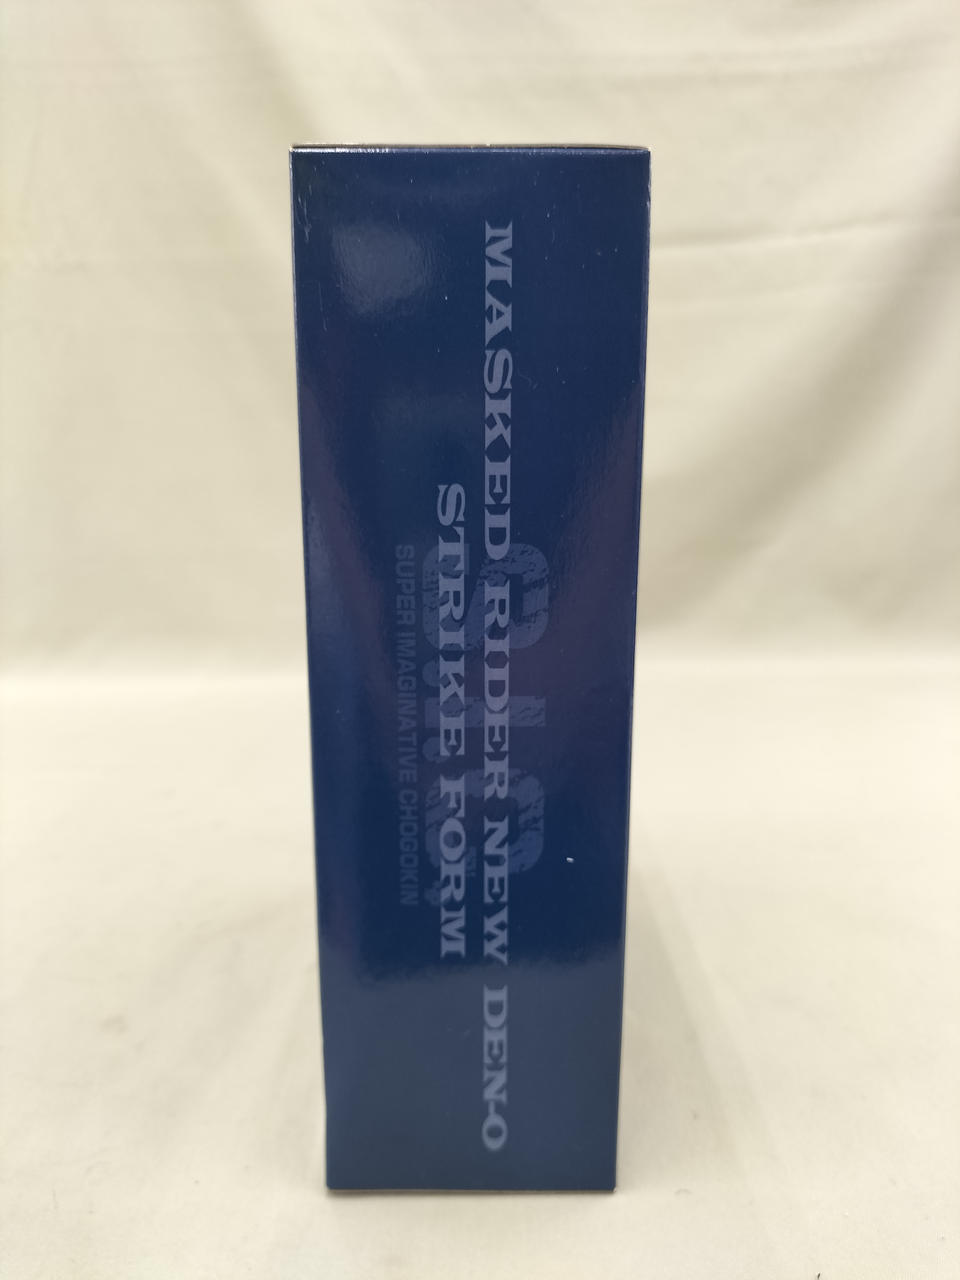 MASKED RIDER NEW DEN-O
STRIKE FORM
S.I.C.
SUPER IMAGINATIVE CHOGOKIN